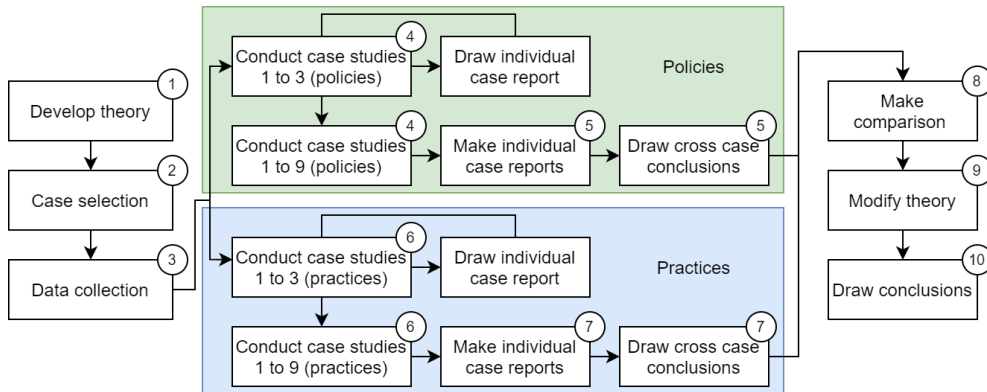 1
Develop theory
2
Case selection
3
Data collection
Policies
4
Conduct case studies
1 to 3 (policies)
Draw individual
case report
4
Conduct case studies
1 to 9 (policies)
5
Make individual
case reports
5
Draw cross case
conclusions
Practices
6
Conduct case studies
1 to 3 (practices)
Draw individual
case report
6
Conduct case studies
1 to 9 (practices)
7
Make individual
case reports
7
Draw cross case
conclusions
8
Make
comparison
9
Modify theory
10
Draw conclusions